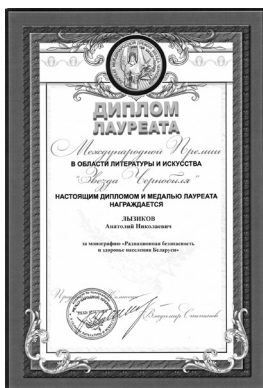 ДИПЛОМ
ЛАУРЕАТА
Международной Премии
В ОБЛАСТИ ЛИТЕРАТУРЫ И ИСКУССТВА
"Звезда Чернобыля"
НАСТОЯЩИМ ДИПЛОМОМ И МЕДАЛЬЮ ЛАУРЕАТА
НАГРАЖДАЕТСЯ
ЛЫЗИКОВ
Анатолий Николаевич
за монографию «Радиационная безопасность
и здоровье населения Беларуси»
Владимир